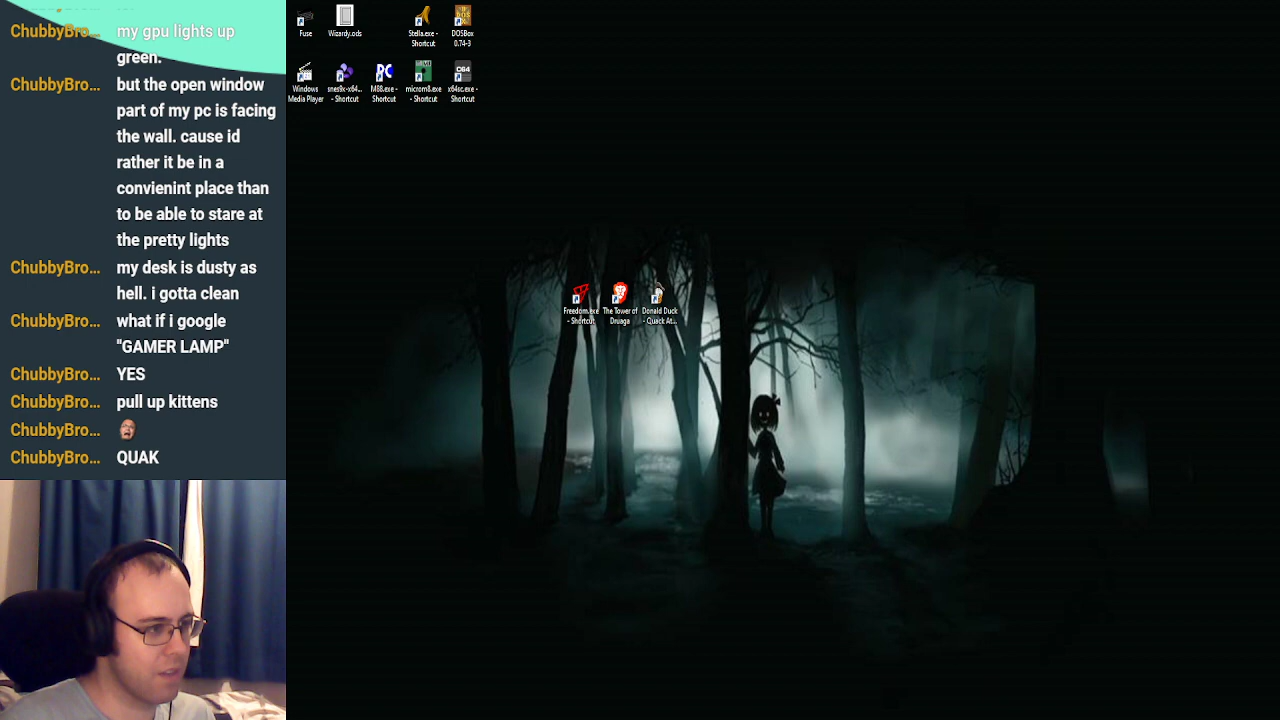 ChubbyBro... my gpu lights up
green.
ChubbyBro... but the open window
part of my pc is facing
the wall. cause id
rather it be in a
convienint place than
to be able to stare at
the pretty lights
ChubbyBro... my desk is dusty as
hell. i gotta clean
ChubbyBro... what if i google
"GAMER LAMP"
ChubbyBro... YES
ChubbyBro... pull up kittens
ChubbyBro...
ChubbyBro... QUAK
Fuse
Wizardy.ods
Stella.exe -
Shortcut
DOSBox
0.74-3
Windows
Media Player
snes9x-x64...
- Shortcut
M88.exe -
Shortcut
microm8.exe
- Shortcut
C64
x64sc.exe -
Shortcut
Freedom.exe
- Shortcut
The Tower of
Druaga
Donald Duck
- Quack At...